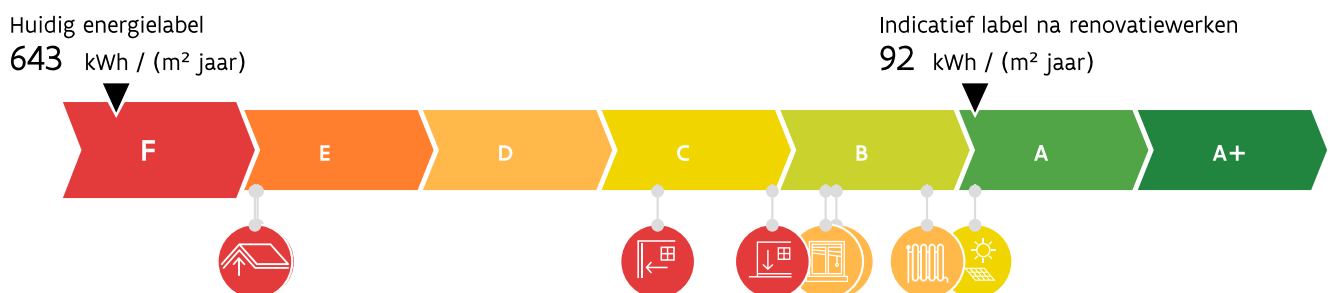 Huidig energielabel
643 kWh / (m² jaar)
Indicatief label na renovatiewerken
92 kWh / (m² jaar)
F E D C B A A+